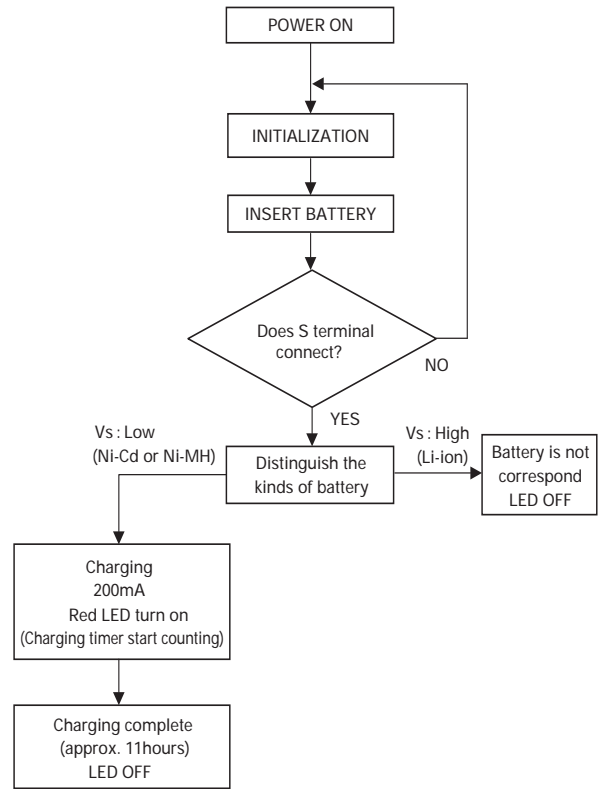 POWER ON
INITIALIZATION
INSERT BATTERY
Does S terminal
connect?
NO
YES
Vs : Low
(Ni-Cd or Ni-MH)
Distinguish the
kinds of battery
Vs : High
(Li-ion)
Battery is not
correspond
LED OFF
Charging
200mA
Red LED turn on
(Charging timer start counting)
Charging complete
(approx. 11hours)
LED OFF